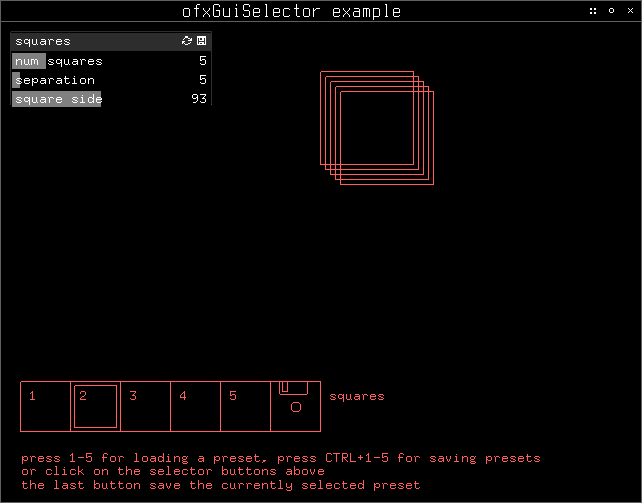 ofxGuiSelector example
squares
num squares 5
separation 5
square side 93
1 2 3 4 5 squares
press 1-5 for loading a preset, press CTRL+1-5 for saving presets
or click on the selector buttons above
the last button save the currently selected preset